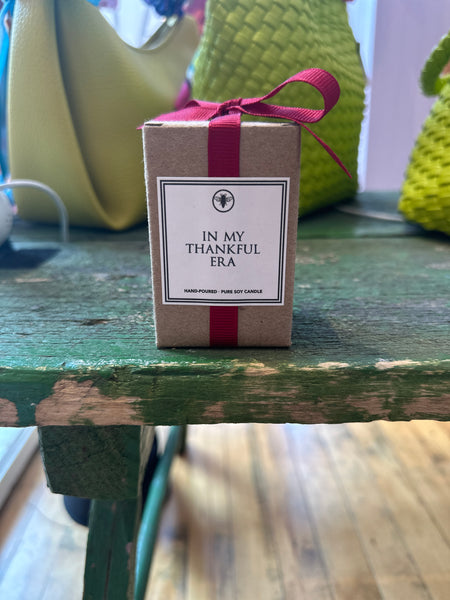 IN MY
THANKFUL
ERA
HAND-POURED · PURE SOY CANDLE